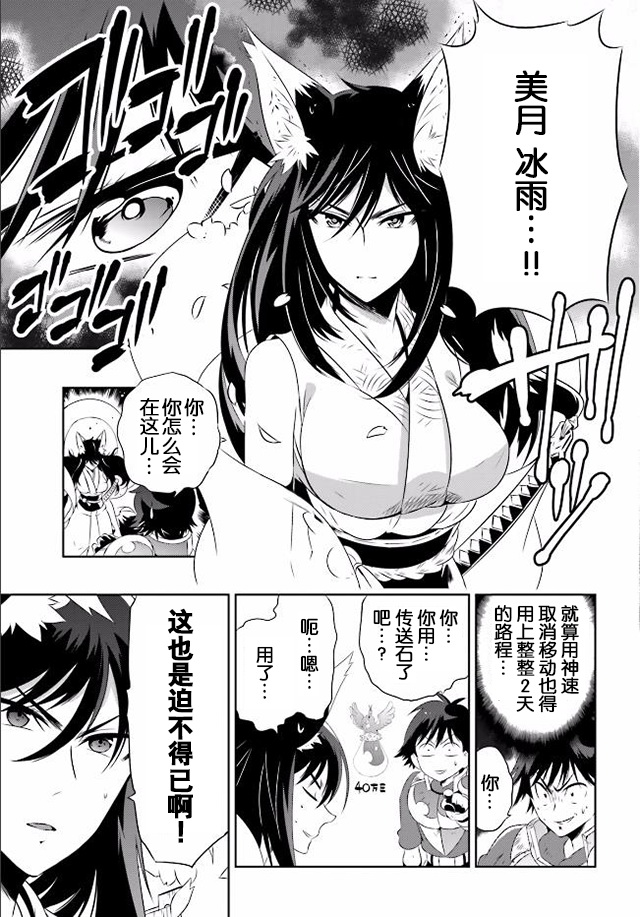 美月
冰雨…!!
ゴゴゴゴ
ゴゴゴ
你…
你怎么会
在这儿…
就算用神速
取消移动也得
用上整整2天
的路程…
你…
你…
你用…
传送石了
吧…?
呃…嗯…
用了…
40万ヨ
这也是迫不得已啊!